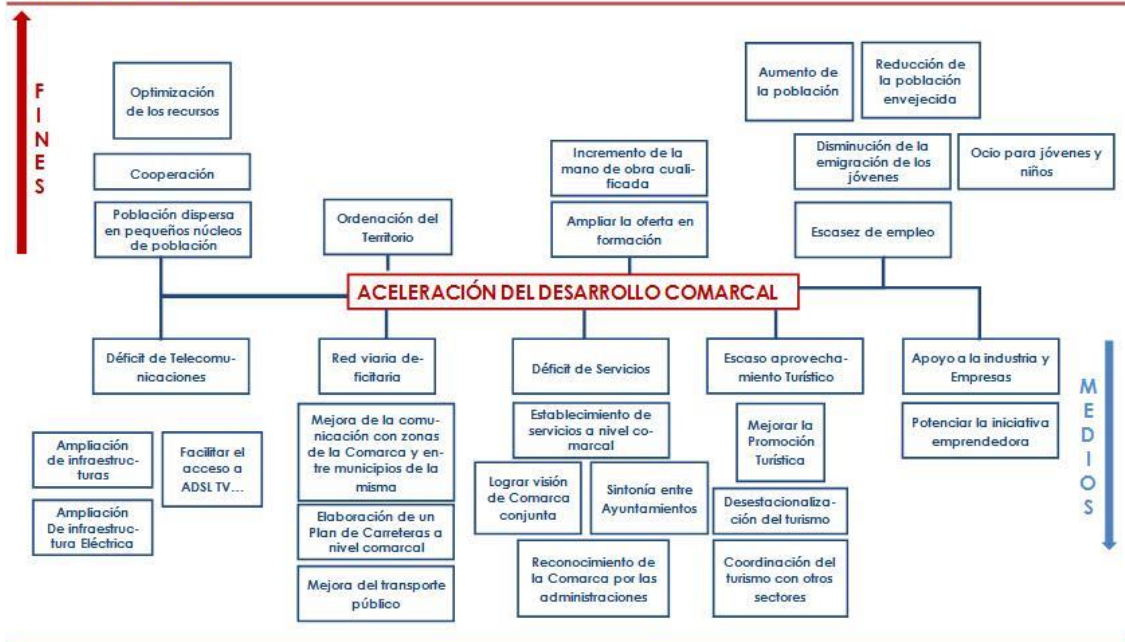 FINES
Optimización
de los recursos
Cooperación
Población dispersa
en pequeños núcleos
de población
Ordenación del
Territorio
Incremento de la
mano de obra cuali-
ficada
Ampliar la oferta en
formación
Aumento de
la población
Reducción de
la población
envejecida
Disminución de la
emigración de los
jóvenes
Ocio para jóvenes y
niños
Escasez de empleo
ACELERACIÓN DEL DESARROLLO COMARCAL
Déficit de Telecomu-
nicaciones
Red viaria de-
ficitaria
Déficit de Servicios
Escaso aprovecha-
miento Turístico
Apoyo a la industria y
Empresas
MEDIOS
Ampliación
de infraestruc-
turas
Facilitar el
acceso a
ADSL TV...
Ampliación
De infraestruc-
tura Eléctrica
Mejora de la comu-
nicación con zonas
de la Comarca y en-
tre municipios de la
misma
Elaboración de un
Plan de Carreteras a
nivel comarcal
Mejora del transporte
público
Establecimiento de
servicios a nivel co-
marcal
Lograr visión
de Comarca
conjunta
Sintonía entre
Ayuntamientos
Reconocimiento de
la Comarca por las
administraciones
Mejorar la
Promoción
Turística
Desestacionaliza-
ción del turismo
Coordinación del
turismo con otros
sectores
Potenciar la iniciativa
emprendedora